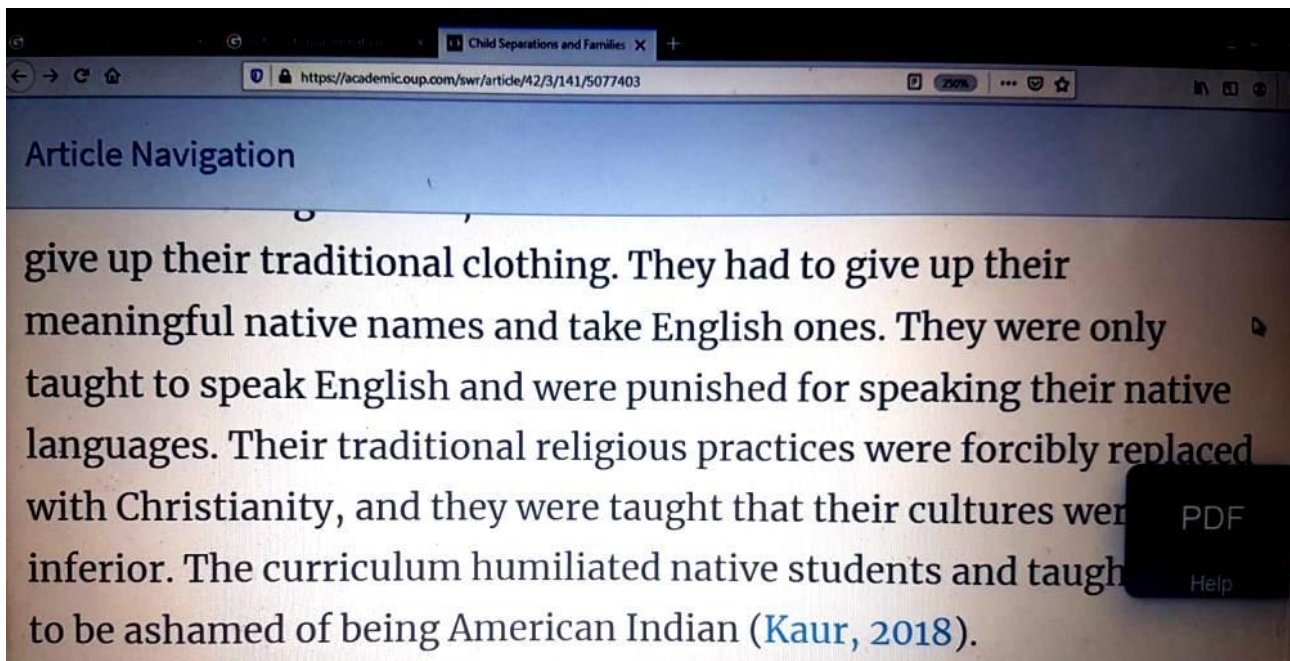 Child Separations and Families
https://academic.oup.com/swr/article/42/3/141/5077403
250%
Article Navigation
give up their traditional clothing. They had to give up their
meaningful native names and take English ones. They were only
taught to speak English and were punished for speaking their native
languages. Their traditional religious practices were forcibly replaced
with Christianity, and they were taught that their cultures wer
inferior. The curriculum humiliated native students and taugh
to be ashamed of being American Indian (Kaur, 2018).
PDF
Help